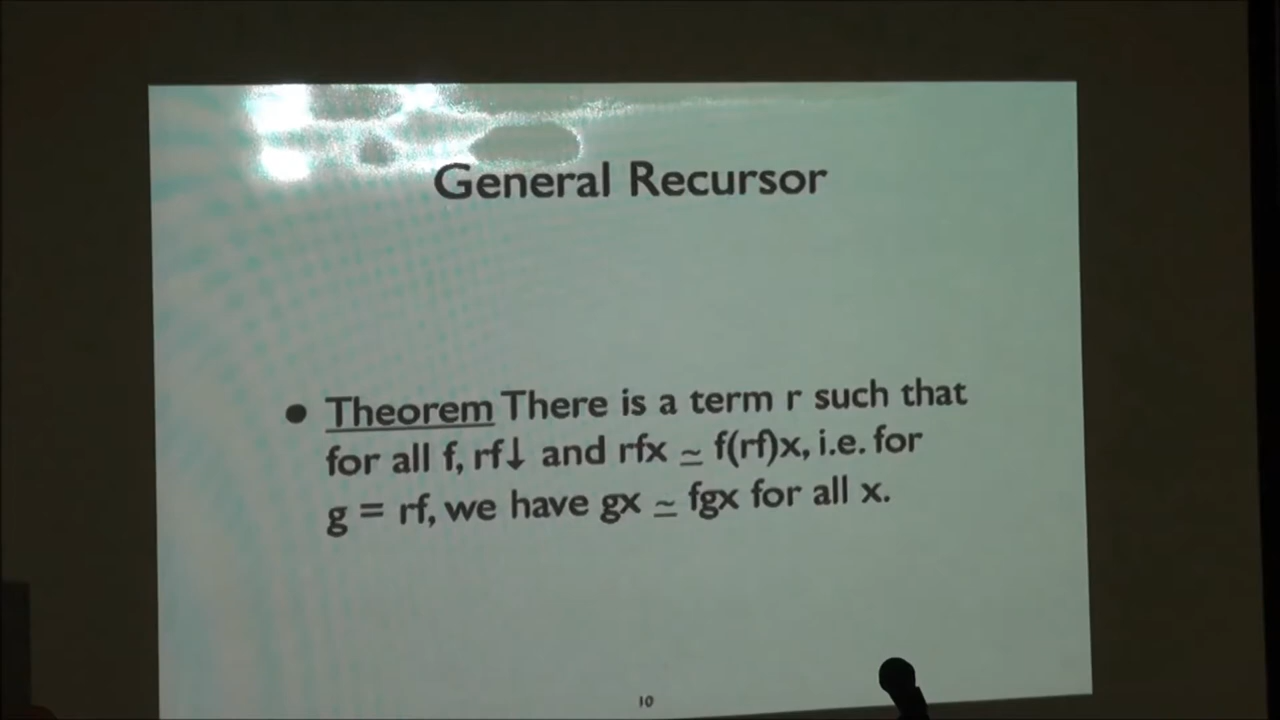 General Recursor
● Theorem There is a term r such that
for all f, rf↓ and rfx ≃ f(rf)x, i.e. for
g = rf, we have gx ≃ fgx for all x.
10